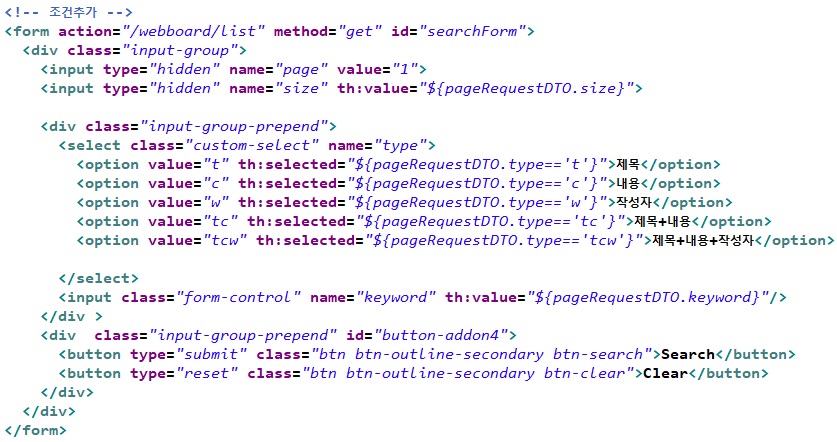 <!-- 조건추가 -->
<form action="/webboard/list" method="get" id="searchForm">
  <div class="input-group">
    <input type="hidden" name="page" value="1">
    <input type="hidden" name="size" th:value="${pageRequestDTO.size}">

    <div class="input-group-prepend">
      <select class="custom-select" name="type">
        <option value="t" th:selected="${pageRequestDTO.type=='t'}">제목</option>
        <option value="c" th:selected="${pageRequestDTO.type=='c'}">내용</option>
        <option value="w" th:selected="${pageRequestDTO.type=='w'}">작성자</option>
        <option value="tc" th:selected="${pageRequestDTO.type=='tc'}">제목+내용</option>
        <option value="tcw" th:selected="${pageRequestDTO.type=='tcw'}">제목+내용+작성자</option>

      </select>
      <input class="form-control" name="keyword" th:value="${pageRequestDTO.keyword}"/>
    </div >
    <div  class="input-group-prepend" id="button-addon4">
      <button type="submit" class="btn btn-outline-secondary btn-search">Search</button>
      <button type="reset" class="btn btn-outline-secondary btn-clear">Clear</button>
    </div>
  </div>
</form>